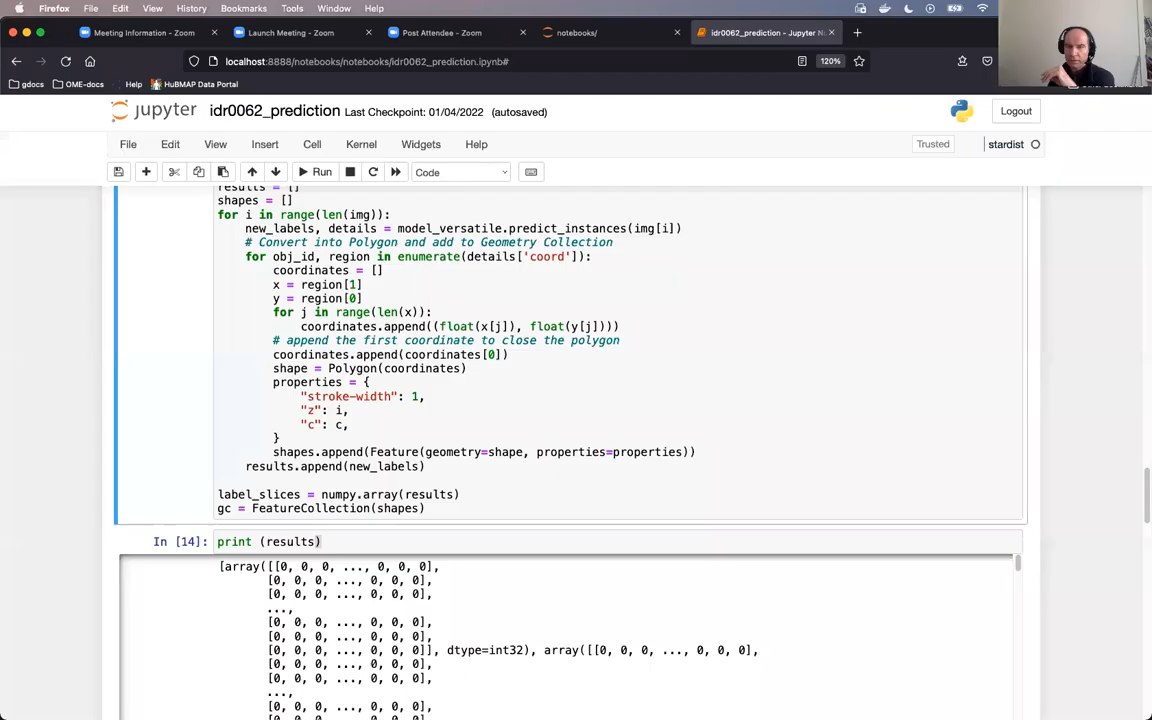 Firefox File Edit View History Bookmarks Tools Window Help
Meeting Information - Zoom × Launch Meeting - Zoom × Post Attendee - Zoom × notebooks/ × idr0062_prediction - Jupyter No × +
localhost:8888/notebooks/notebooks/idr0062_prediction.ipynb# 120%
gdocs OME-docs Help HuBMAP Data Portal
jupyter idr0062_prediction Last Checkpoint: 01/04/2022 (autosaved) Logout
File Edit View Insert Cell Kernel Widgets Help Trusted stardist
Run Code
results = []
shapes = []
for i in range(len(img)):
    new_labels, details = model_versatile.predict_instances(img[i])
    # Convert into Polygon and add to Geometry Collection
    for obj_id, region in enumerate(details['coord']):
        coordinates = []
        x = region[1]
        y = region[0]
        for j in range(len(x)):
            coordinates.append((float(x[j]), float(y[j])))
        # append the first coordinate to close the polygon
        coordinates.append(coordinates[0])
        shape = Polygon(coordinates)
        properties = {
            "stroke-width": 1,
            "z": i,
            "c": c,
        }
        shapes.append(Feature(geometry=shape, properties=properties))
    results.append(new_labels)
label_slices = numpy.array(results)
gc = FeatureCollection(shapes)
In [14]: print (results)
[array([[0, 0, 0, ..., 0, 0, 0],
[0, 0, 0, ..., 0, 0, 0],
[0, 0, 0, ..., 0, 0, 0],
...,
[0, 0, 0, ..., 0, 0, 0],
[0, 0, 0, ..., 0, 0, 0],
[0, 0, 0, ..., 0, 0, 0]], dtype=int32), array([[0, 0, 0, ..., 0, 0, 0],
[0, 0, 0, ..., 0, 0, 0],
[0, 0, 0, ..., 0, 0, 0],
...,
[0, 0, 0, ..., 0, 0, 0],